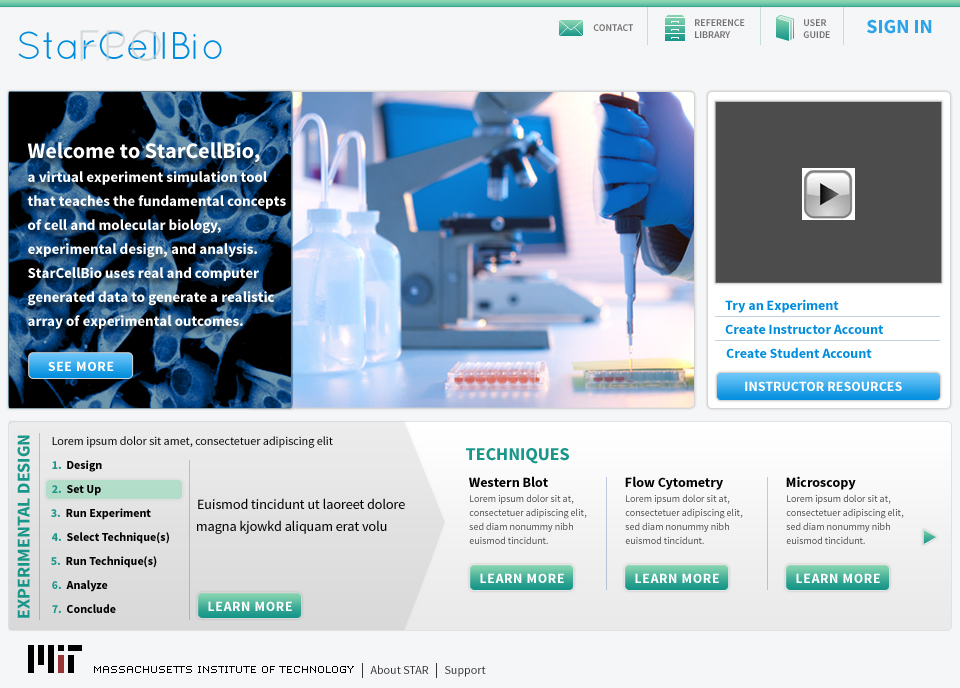 StarCellBio
FPO
CONTACT
REFERENCE
LIBRARY
USER
GUIDE
SIGN IN
Welcome to StarCellBio,
a virtual experiment simulation tool
that teaches the fundamental concepts
of cell and molecular biology,
experimental design, and analysis.
StarCellBio uses real and computer
generated data to generate a realistic
array of experimental outcomes.
SEE MORE
Try an Experiment
Create Instructor Account
Create Student Account
INSTRUCTOR RESOURCES
EXPERIMENTAL DESIGN
Lorem ipsum dolor sit amet, consectetuer adipiscing elit
1. Design
2. Set Up
3. Run Experiment
4. Select Technique(s)
5. Run Technique(s)
6. Analyze
7. Conclude
Euismod tincidunt ut laoreet dolore
magna kjowkd aliquam erat volu
LEARN MORE
TECHNIQUES
Western Blot
Lorem ipsum dolor sit at,
consectetuer adipiscing elit,
sed diam nonummy nibh
euismod tincidunt.
LEARN MORE
Flow Cytometry
Lorem ipsum dolor sit at,
consectetuer adipiscing elit,
sed diam nonummy nibh
euismod tincidunt.
LEARN MORE
Microscopy
Lorem ipsum dolor sit at,
consectetuer adipiscing elit,
sed diam nonummy nibh
euismod tincidunt.
LEARN MORE
MIT MASSACHUSETTS INSTITUTE OF TECHNOLOGY | About STAR | Support